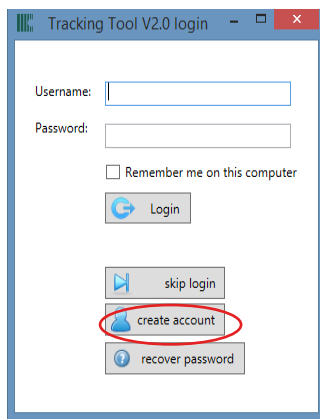 Tracking Tool V2.0 login
Username:
Password:
Remember me on this computer
Login
skip login
create account
recover password